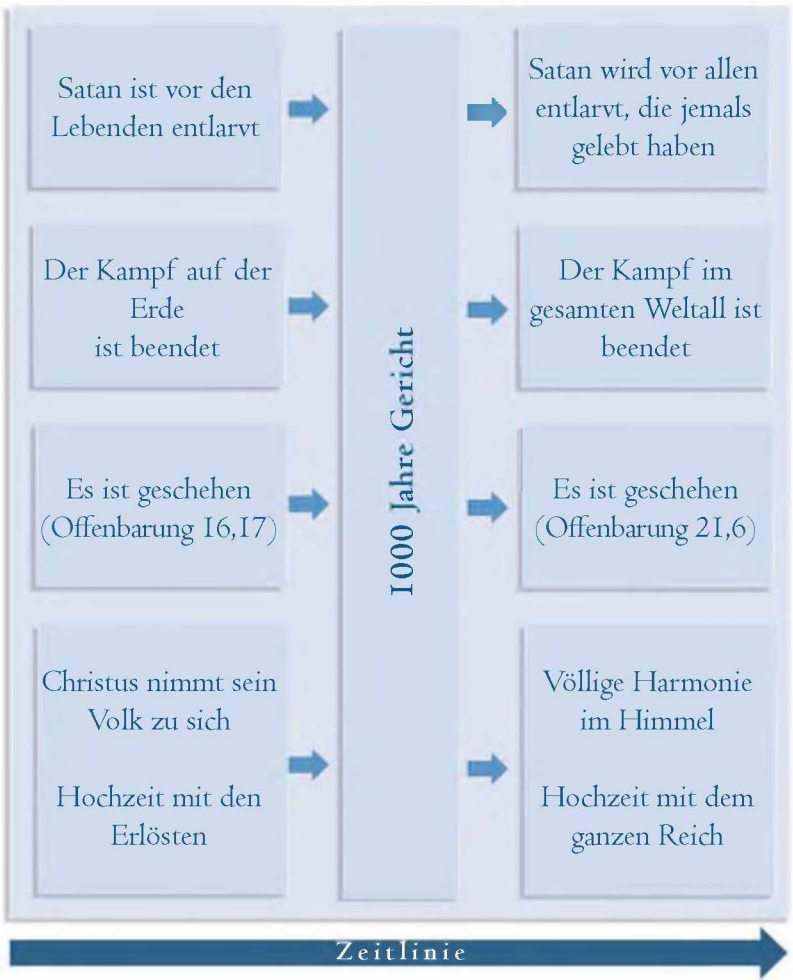 Satan ist vor den
Lebenden entlarvt
Satan wird vor allen
entlarvt, die jemals
gelebt haben
Der Kampf auf der
Erde
ist beendet
Der Kampf im
gesamten Weltall ist
beendet
1000 Jahre Gericht
Es ist geschehen
(Offenbarung 16,17)
Es ist geschehen
(Offenbarung 21,6)
Christus nimmt sein
Volk zu sich
Hochzeit mit den
Erlösten
Völlige Harmonie
im Himmel
Hochzeit mit dem
ganzen Reich
Zeitlinie